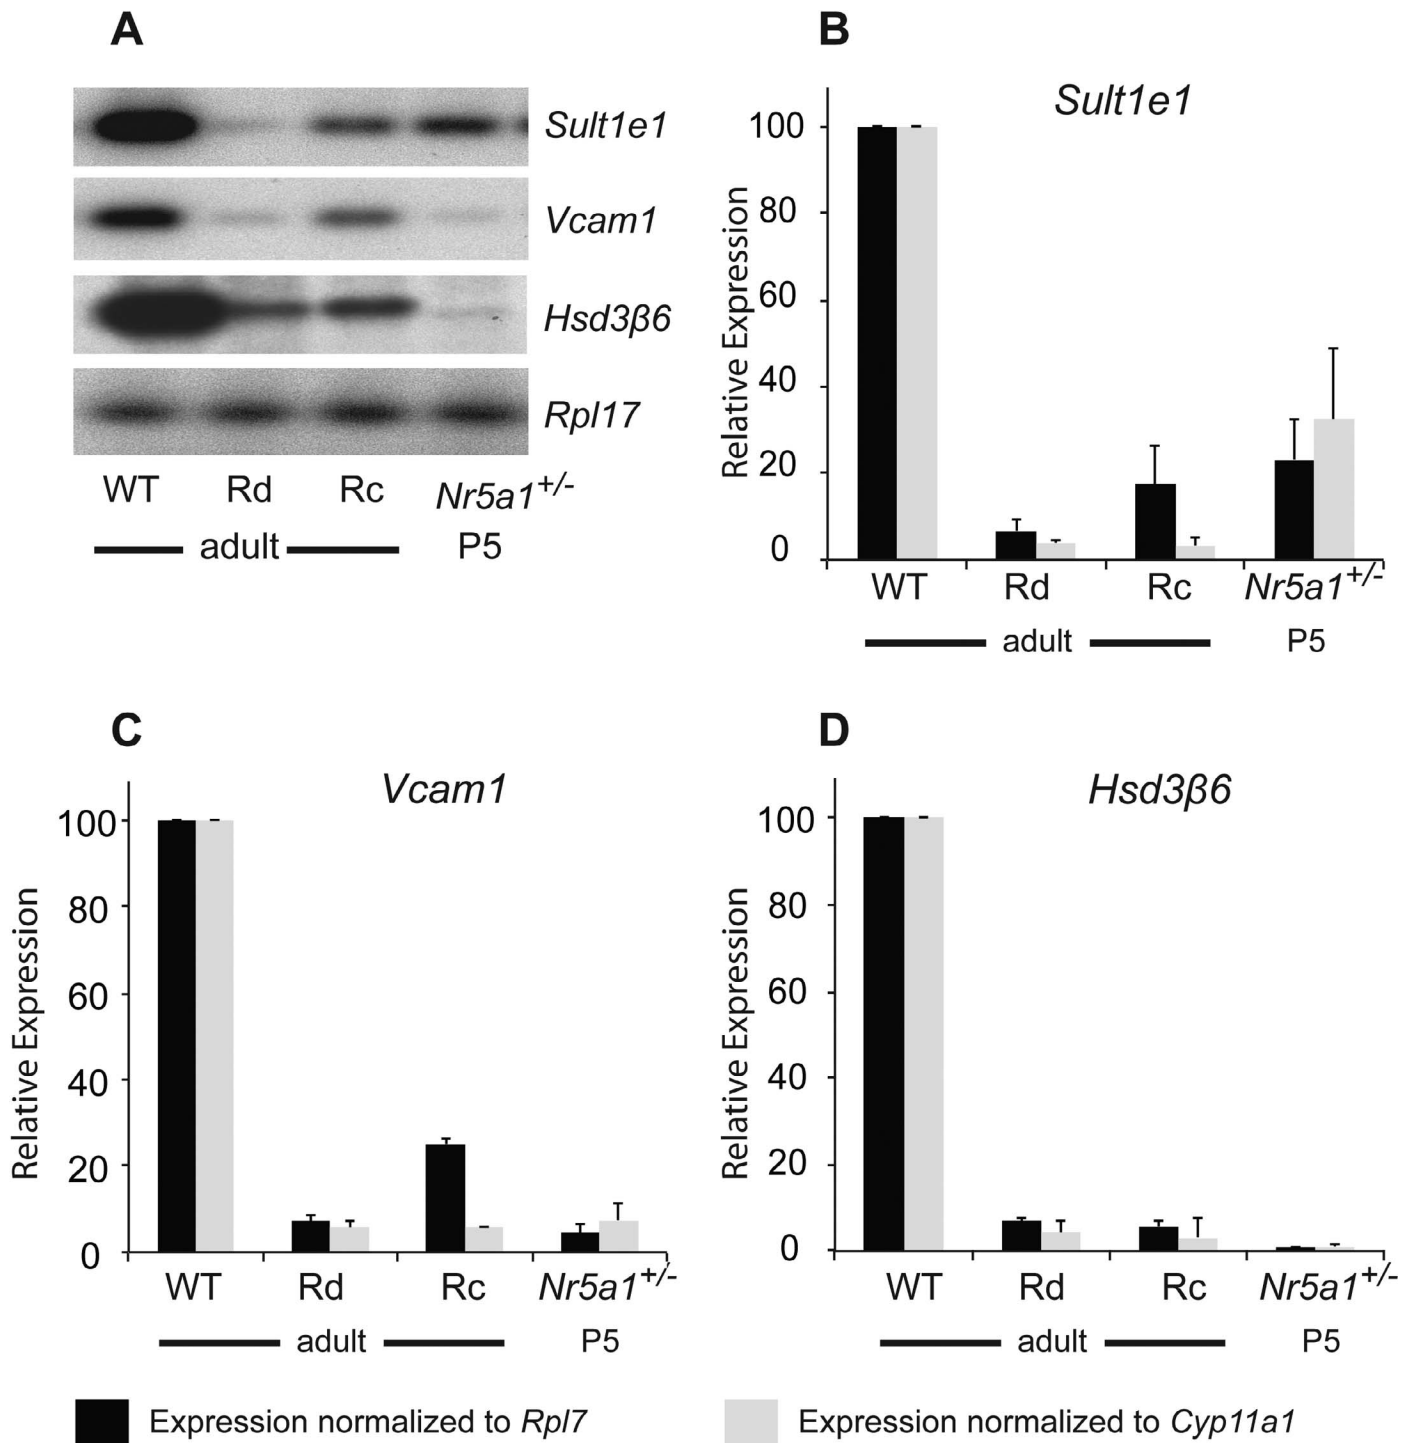 A
Sult1e1
Vcam1
Hsd3β6
Rpl17
WT Rd Rc Nr5a1+/-
adult P5
B
Sult1e1
Relative Expression
100
80
60
40
20
0
WT Rd Rc Nr5a1+/-
adult P5
C
Vcam1
Relative Expression
100
80
60
40
20
0
WT Rd Rc Nr5a1+/-
adult P5
D
Hsd3β6
Relative Expression
100
80
60
40
20
0
WT Rd Rc Nr5a1+/-
adult P5
Expression normalized to Rpl7
Expression normalized to Cyp11a1